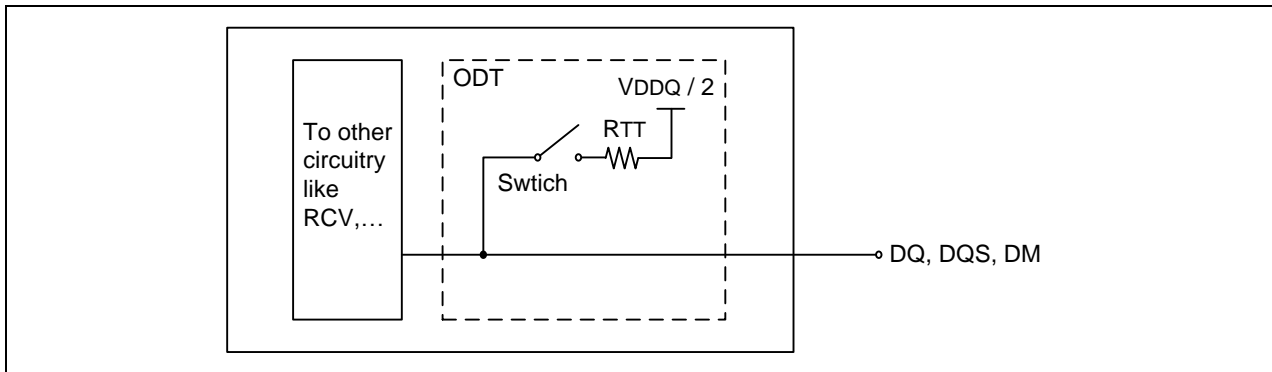 ODT
VDDQ / 2
RTT
Swtich
To other
circuitry
like
RCV,…
DQ, DQS, DM